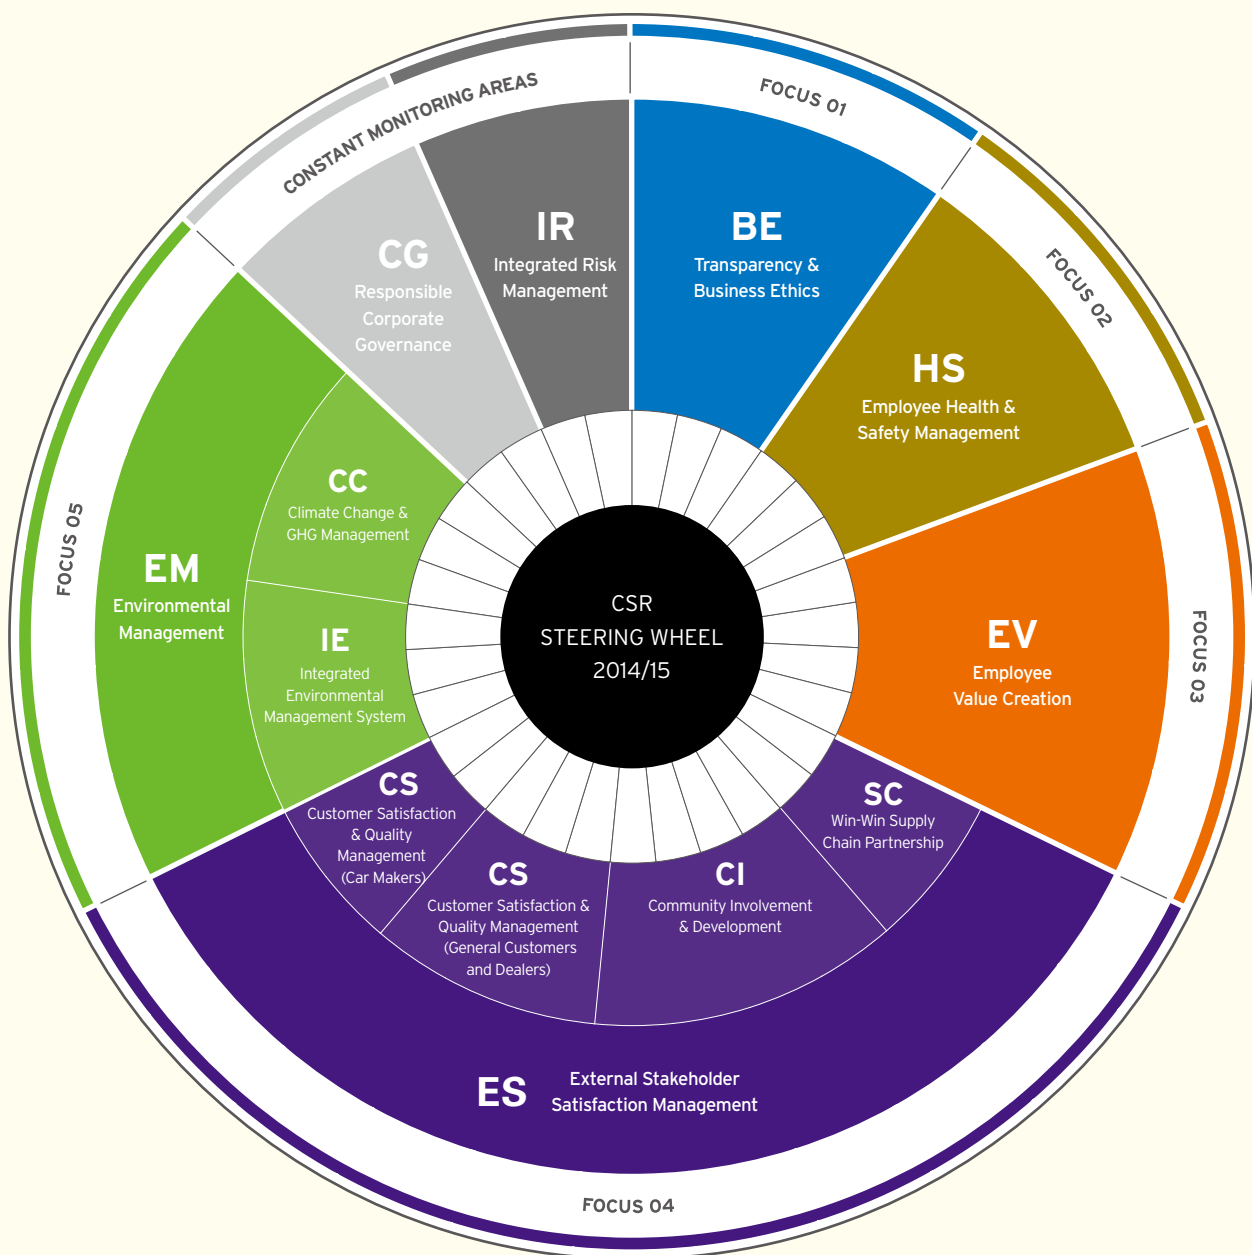 CONSTANT MONITORING AREAS
FOCUS 01
FOCUS 02
FOCUS 03
FOCUS 04
FOCUS 05
IR
Integrated Risk
Management
BE
Transparency &
Business Ethics
CG
Responsible
Corporate
Governance
HS
Employee Health &
Safety Management
CC
Climate Change &
GHG Management
EM
Environmental
Management
IE
Integrated
Environmental
Management System
CSR
STEERING WHEEL
2014/15
EV
Employee
Value Creation
CS
Customer Satisfaction
& Quality
Management
(Car Makers)
CS
Customer Satisfaction &
Quality Management
(General Customers
and Dealers)
CI
Community Involvement
& Development
SC
Win-Win Supply
Chain Partnership
ES
External Stakeholder
Satisfaction Management